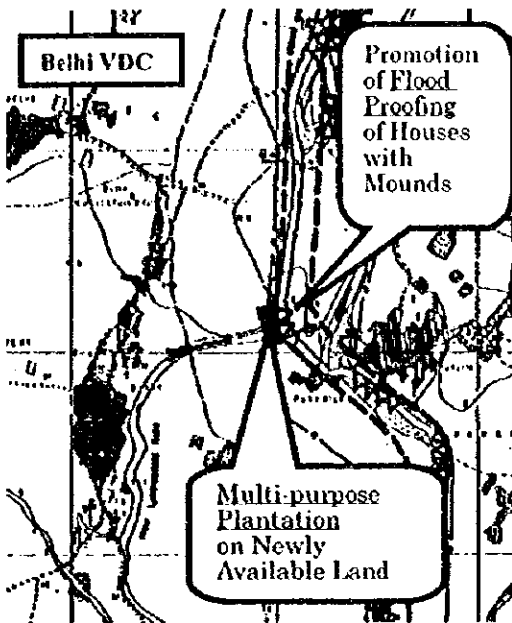 Belhi VDC
Promotion
of Flood
Proofing
of Houses
with
Mounds
Multi-purpose
Plantation
on Newly
Available Land